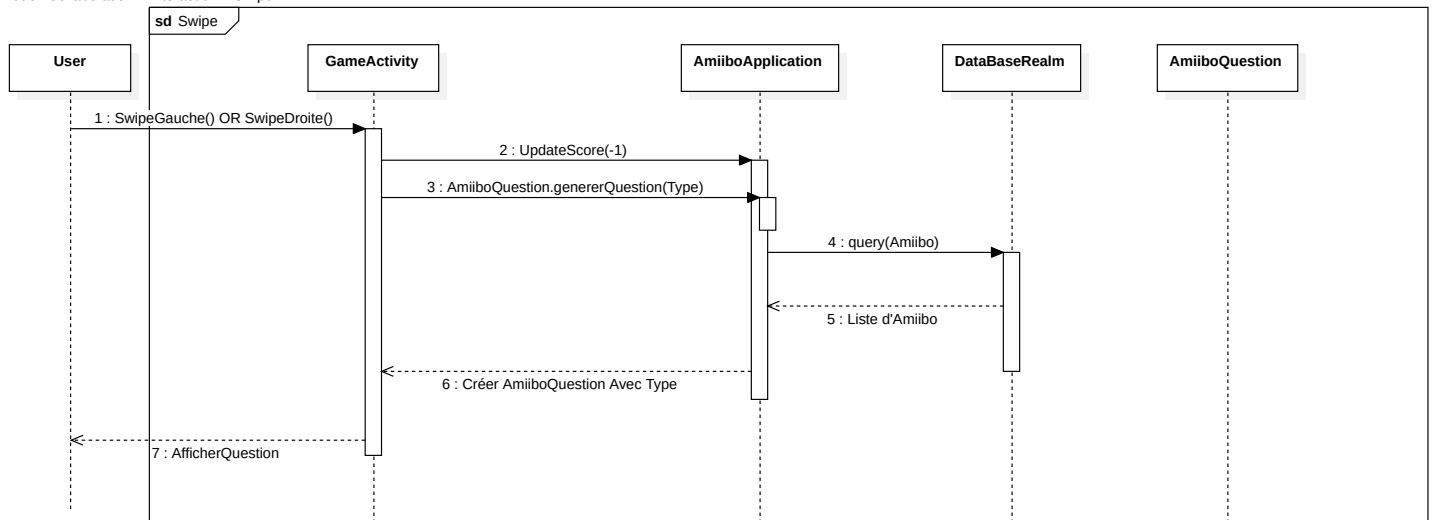 sd Swipe
User
GameActivity
AmiiboApplication
DataBaseRealm
AmiiboQuestion
1 : SwipeGauche() OR SwipeDroite()
2 : UpdateScore(-1)
3 : AmiiboQuestion.genererQuestion(Type)
4 : query(Amiibo)
5 : Liste d'Amiibo
6 : Créer AmiiboQuestion Avec Type
7 : AfficherQuestion